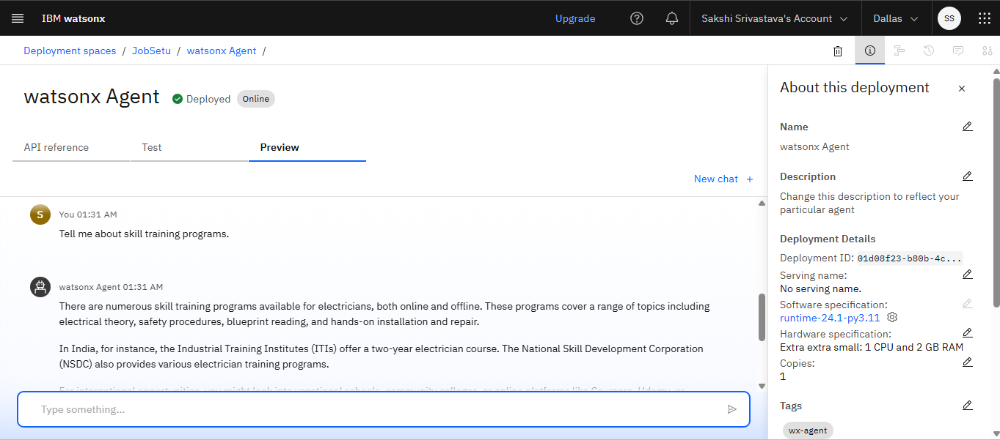 IBM watsonx
Upgrade
Sakshi Srivastava's Account
Dallas
SS
Deployment spaces / JobSetu / watsonx Agent /
watsonx Agent
Deployed
Online
API reference
Test
Preview
New chat +
S
You 01:31 AM
Tell me about skill training programs.
watsonx Agent 01:31 AM
There are numerous skill training programs available for electricians, both online and offline. These programs cover a range of topics including
electrical theory, safety procedures, blueprint reading, and hands-on installation and repair.
In India, for instance, the Industrial Training Institutes (ITIs) offer a two-year electrician course. The National Skill Development Corporation
(NSDC) also provides various electrician training programs.
For international opportunities, you might look into vocational schools, community colleges, or online platforms like Coursera, Udemy, or
Type something...
About this deployment
Name
watsonx Agent
Description
Change this description to reflect your
particular agent
Deployment Details
Deployment ID: 01d08f23-b80b-4c...
Serving name:
No serving name.
Software specification:
runtime-24.1-py3.11
Hardware specification:
Extra extra small: 1 CPU and 2 GB RAM
Copies:
1
Tags
wx-agent